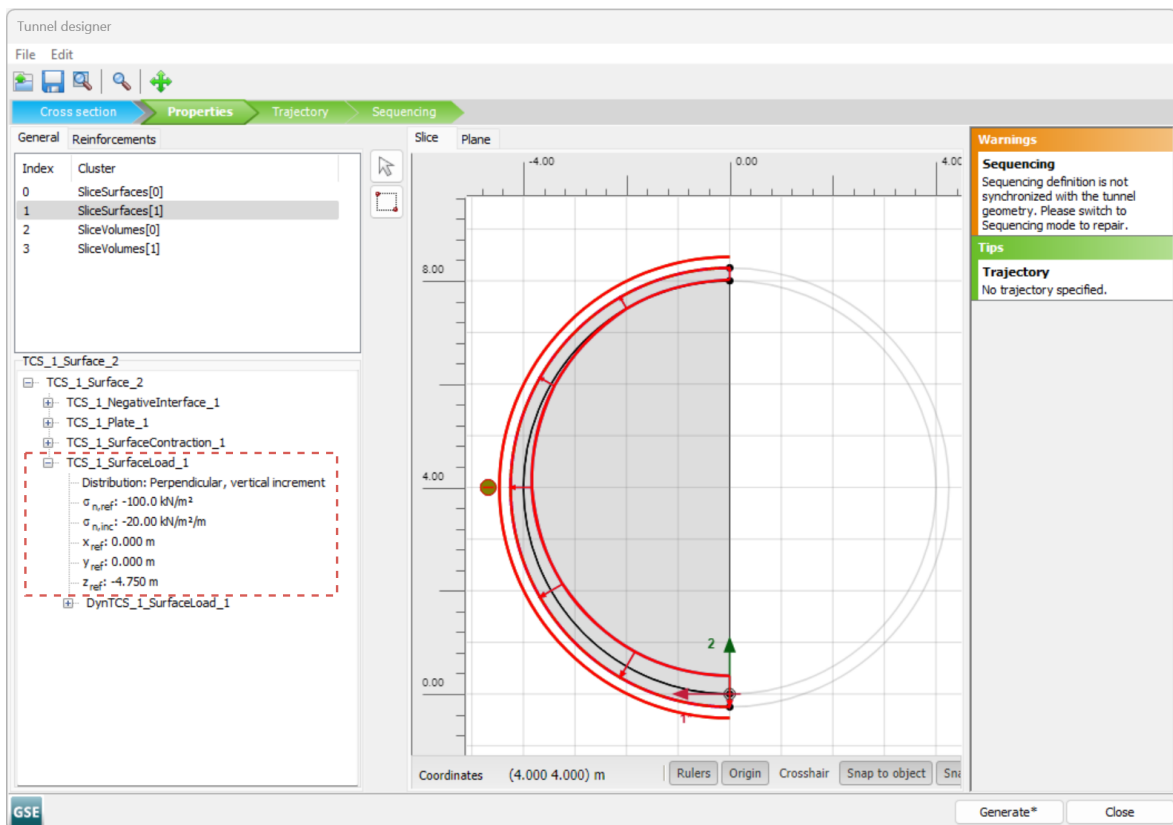 Tunnel designer
File Edit
Cross section Properties Trajectory Sequencing
General Reinforcements
Index Cluster
0 SliceSurfaces[0]
1 SliceSurfaces[1]
2 SliceVolumes[0]
3 SliceVolumes[1]
TCS_1_Surface_2
TCS_1_Surface_2
TCS_1_NegativeInterface_1
TCS_1_Plate_1
TCS_1_SurfaceContraction_1
TCS_1_SurfaceLoad_1
Distribution: Perpendicular, vertical increment
σn,ref: -100.0 kN/m²
σn,inc: -20.00 kN/m²/m
xref: 0.000 m
yref: 0.000 m
zref: -4.750 m
DynTCS_1_SurfaceLoad_1
Slice Plane
-4.00 0.00 4.00
8.00
4.00
2
0.00
1
Coordinates (4.000 4.000) m Rulers Origin Crosshair Snap to object Sna
Warnings
Sequencing
Sequencing definition is not
synchronized with the tunnel
geometry. Please switch to
Sequencing mode to repair.
Tips
Trajectory
No trajectory specified.
GSE
Generate* Close